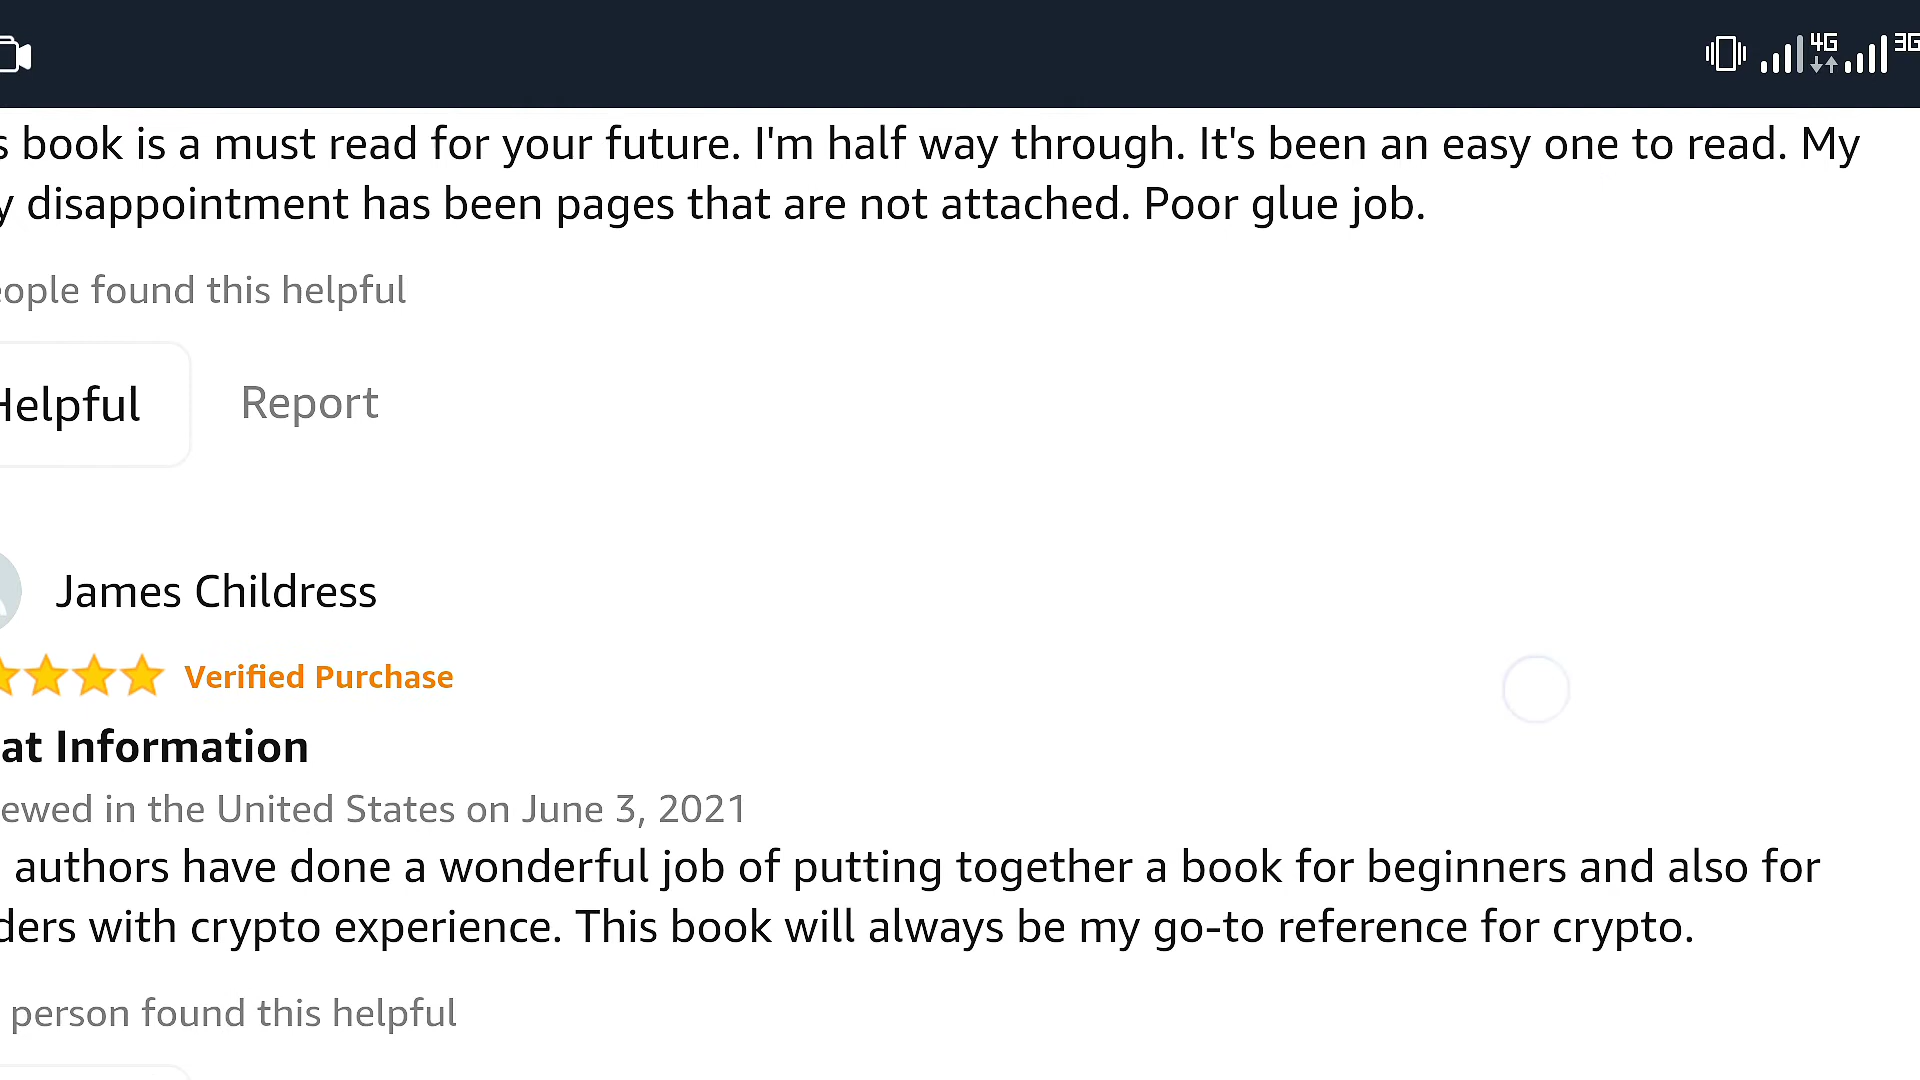 4G 3G
book is a must read for your future. I'm half way through. It's been an easy one to read. My
disappointment has been pages that are not attached. Poor glue job.
found this helpful
Helpful Report
James Childress
Verified Purchase
Information
in the United States on June 3, 2021
authors have done a wonderful job of putting together a book for beginners and also for
with crypto experience. This book will always be my go-to reference for crypto.
person found this helpful